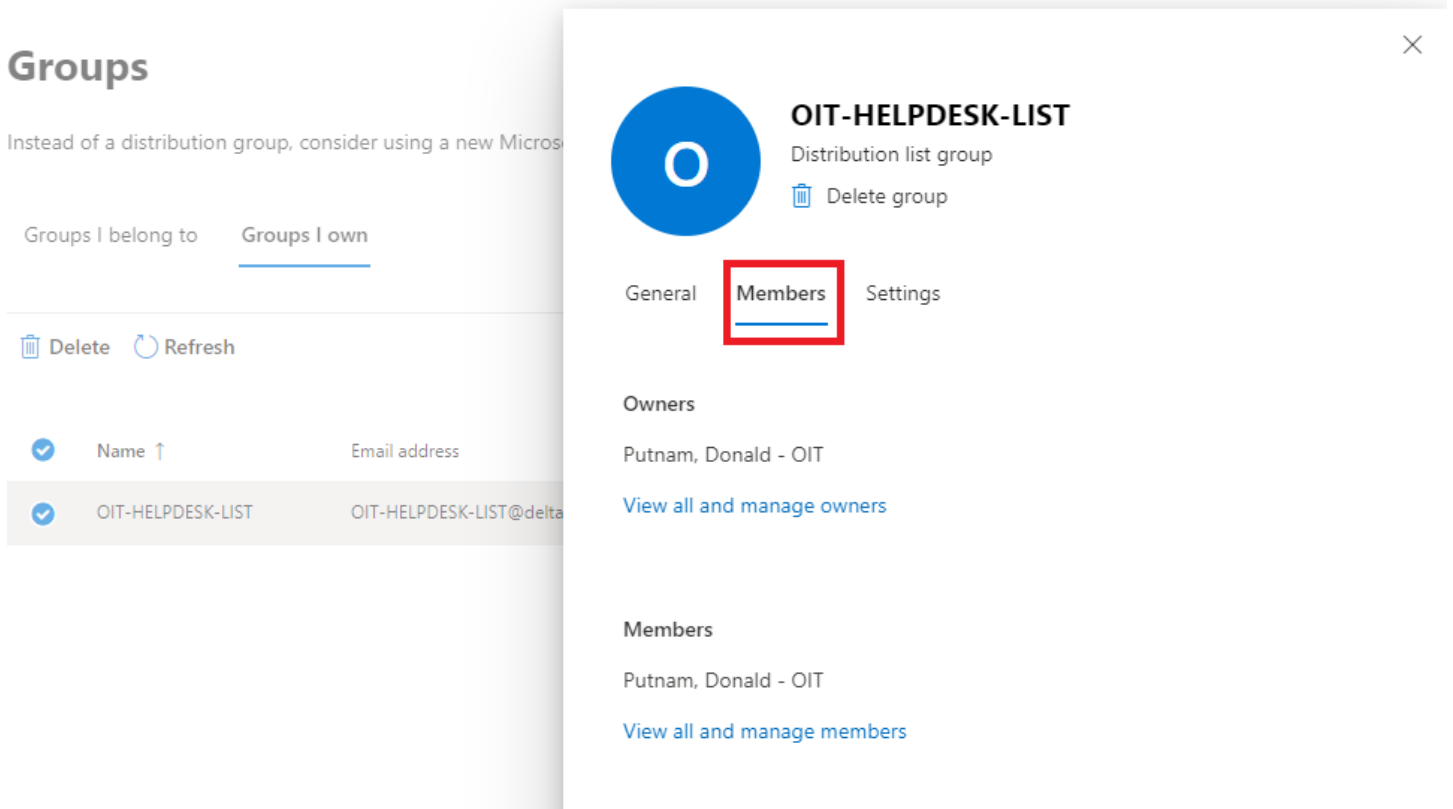 Groups
Instead of a distribution group, consider using a new
Groups I belong to
Groups I own
Delete
Refresh
Name ↑
Email address
OIT-HELPDESK-LIST
OIT-HELPDESK-LIST@delta
O
OIT-HELPDESK-LIST
Distribution list group
Delete group
General
Members
Settings
Owners
Putnam, Donald - OIT
View all and manage owners
Members
Putnam, Donald - OIT
View all and manage members